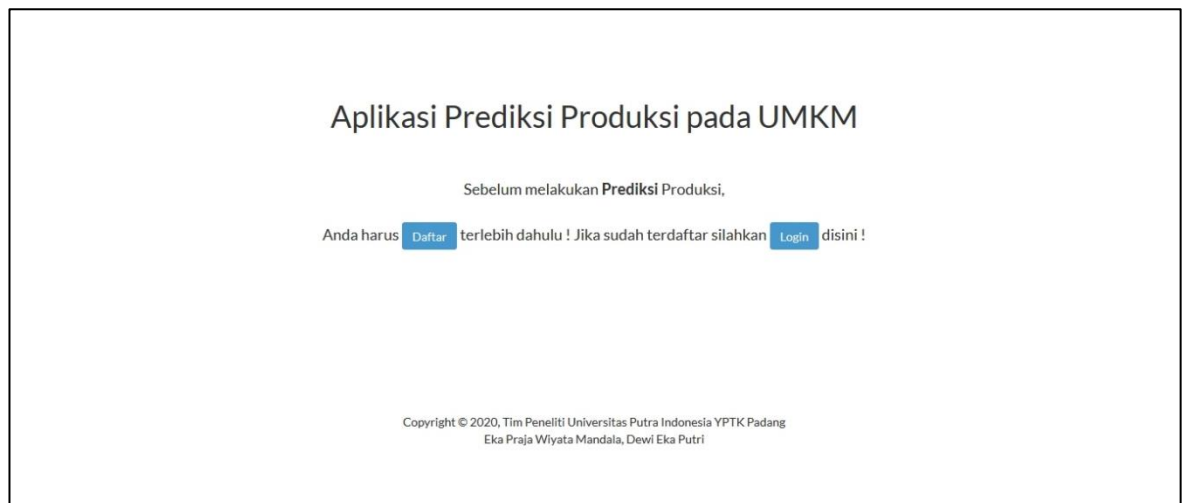 Aplikasi Prediksi Produksi pada UMKM
Sebelum melakukan Prediksi Produksi,
Anda harus Daftar terlebih dahulu ! Jika sudah terdaftar silahkan Login disini !
Copyright © 2020, Tim Peneliti Universitas Putra Indonesia YPTK Padang
Eka Praja Wiyata Mandala, Dewi Eka Putri